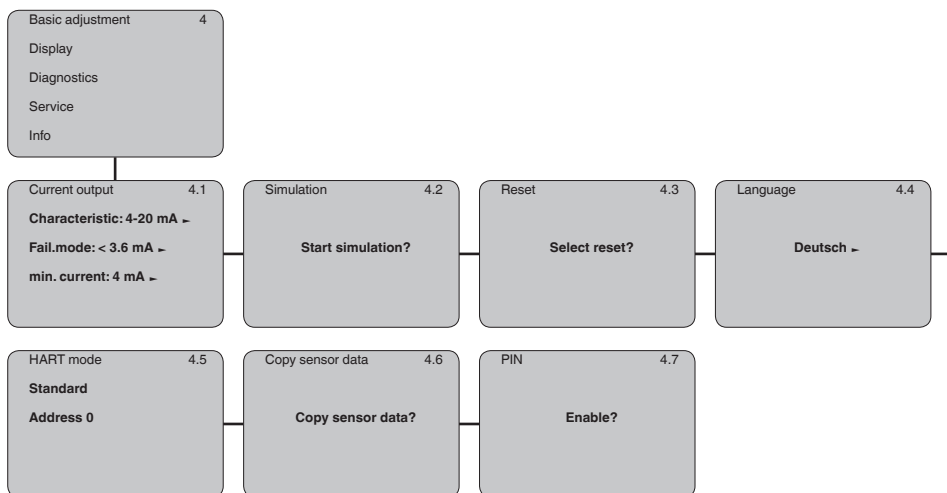 Basic adjustment 4
Display
Diagnostics
Service
Info
Current output 4.1
Characteristic: 4-20 mA ►
Fail.mode: < 3.6 mA ►
min. current: 4 mA ►
Simulation 4.2
Start simulation?
Reset 4.3
Select reset?
Language 4.4
Deutsch ►
HART mode 4.5
Standard
Address 0
Copy sensor data 4.6
Copy sensor data?
PIN 4.7
Enable?